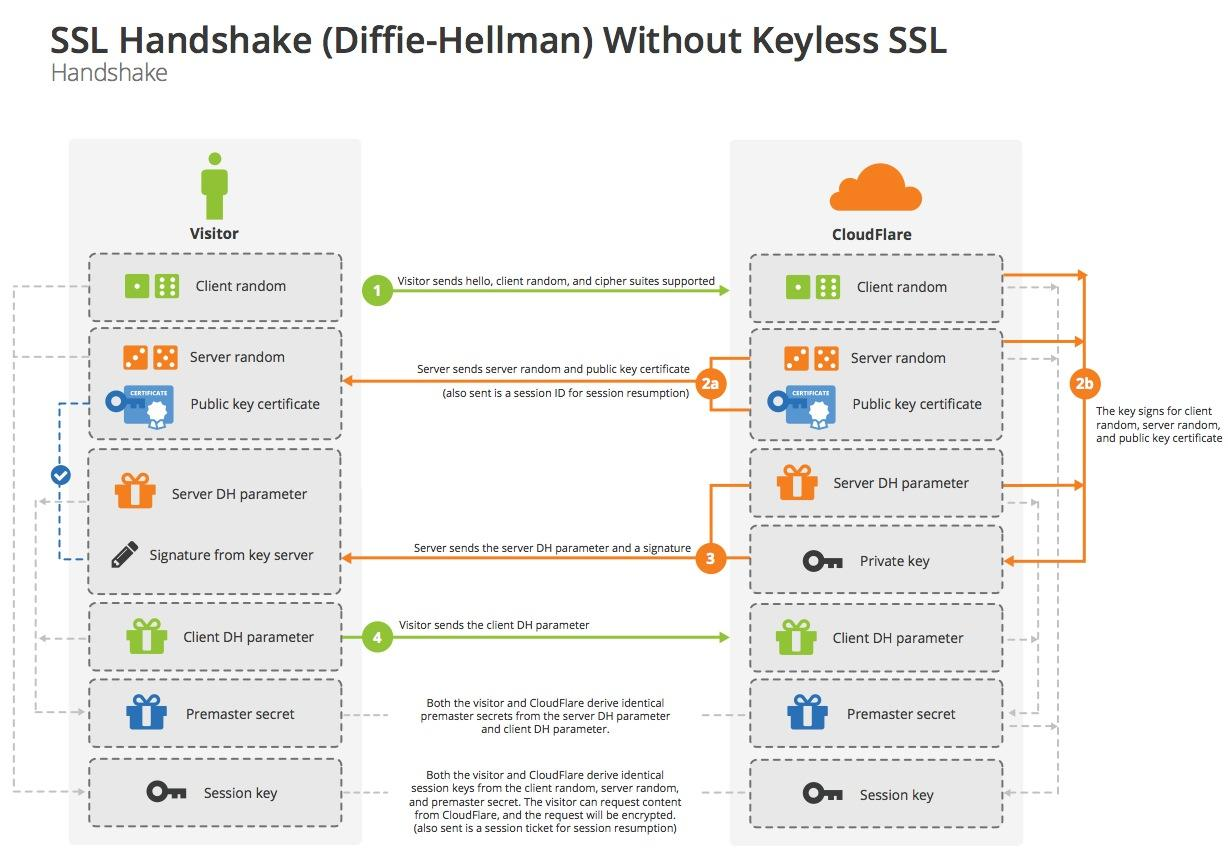 SSL Handshake (Diffie-Hellman) Without Keyless SSL
Handshake
Visitor
CloudFlare
Client random
1
Visitor sends hello, client random, and cipher suites supported
Client random
Server random
Server sends server random and public key certificate
2a
Server random
2b
CERTIFICATE
Public key certificate
(also sent is a session ID for session resumption)
CERTIFICATE
Public key certificate
The key signs for client
random, server random,
and public key certificate
Server DH parameter
Server DH parameter
Signature from key server
Server sends the server DH parameter and a signature
3
Private key
Client DH parameter
4
Visitor sends the client DH parameter
Client DH parameter
Premaster secret
Both the visitor and CloudFlare derive identical
premaster secrets from the server DH parameter
and client DH parameter.
Premaster secret
Session key
Both the visitor and CloudFlare derive identical
session keys from the client random, server random,
and premaster secret. The visitor can request content
from CloudFlare, and the request will be encrypted.
(also sent is a session ticket for session resumption)
Session key